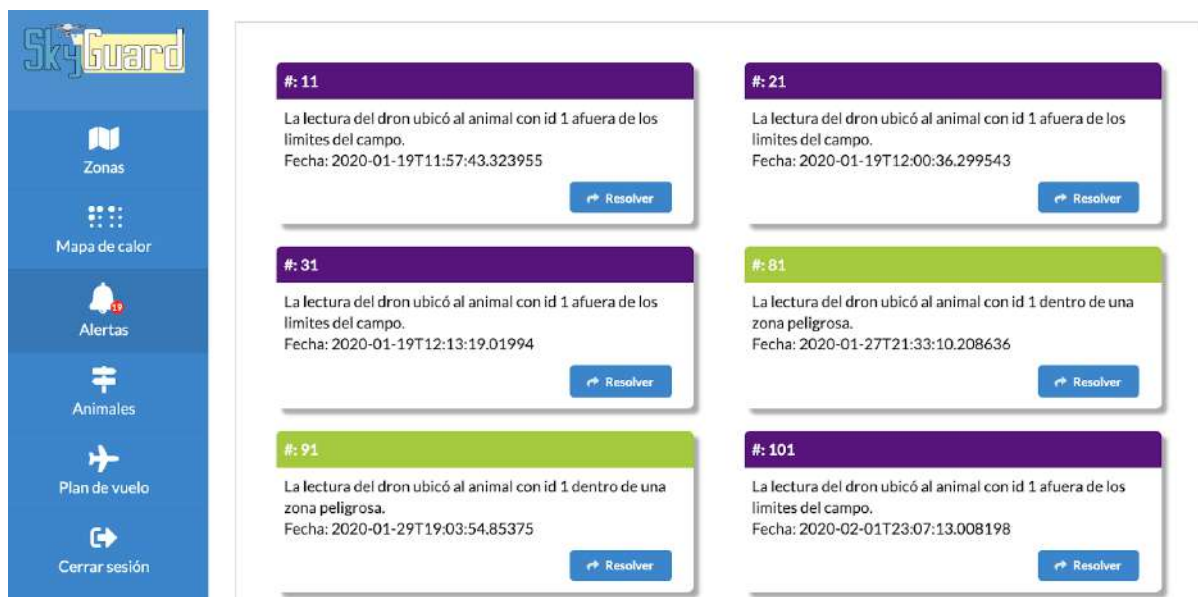 SkyGuard
Zonas
Mapa de calor
19
Alertas
Animales
Plan de vuelo
Cerrar sesión
#: 11
La lectura del dron ubicó al animal con id 1 afuera de los
limites del campo.
Fecha: 2020-01-19T11:57:43.323955
Resolver
#: 21
La lectura del dron ubicó al animal con id 1 afuera de los
limites del campo.
Fecha: 2020-01-19T12:00:36.299543
Resolver
#: 31
La lectura del dron ubicó al animal con id 1 afuera de los
limites del campo.
Fecha: 2020-01-19T12:13:19.01994
Resolver
#: 81
La lectura del dron ubicó al animal con id 1 dentro de una
zona peligrosa.
Fecha: 2020-01-27T21:33:10.208636
Resolver
#: 91
La lectura del dron ubicó al animal con id 1 dentro de una
zona peligrosa.
Fecha: 2020-01-29T19:03:54.85375
Resolver
#: 101
La lectura del dron ubicó al animal con id 1 afuera de los
limites del campo.
Fecha: 2020-02-01T23:07:13.008198
Resolver